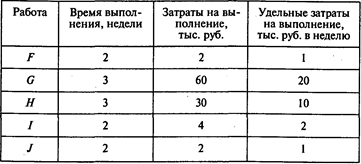 Работа Время выпол- Затраты на вы- Удельные затраты
нения, недели полнение, на выполнение,
тыс. руб. тыс. руб. в неделю
F 2 2 1
G 3 60 20
H 3 30 10
I 2 4 2
J 2 2 1